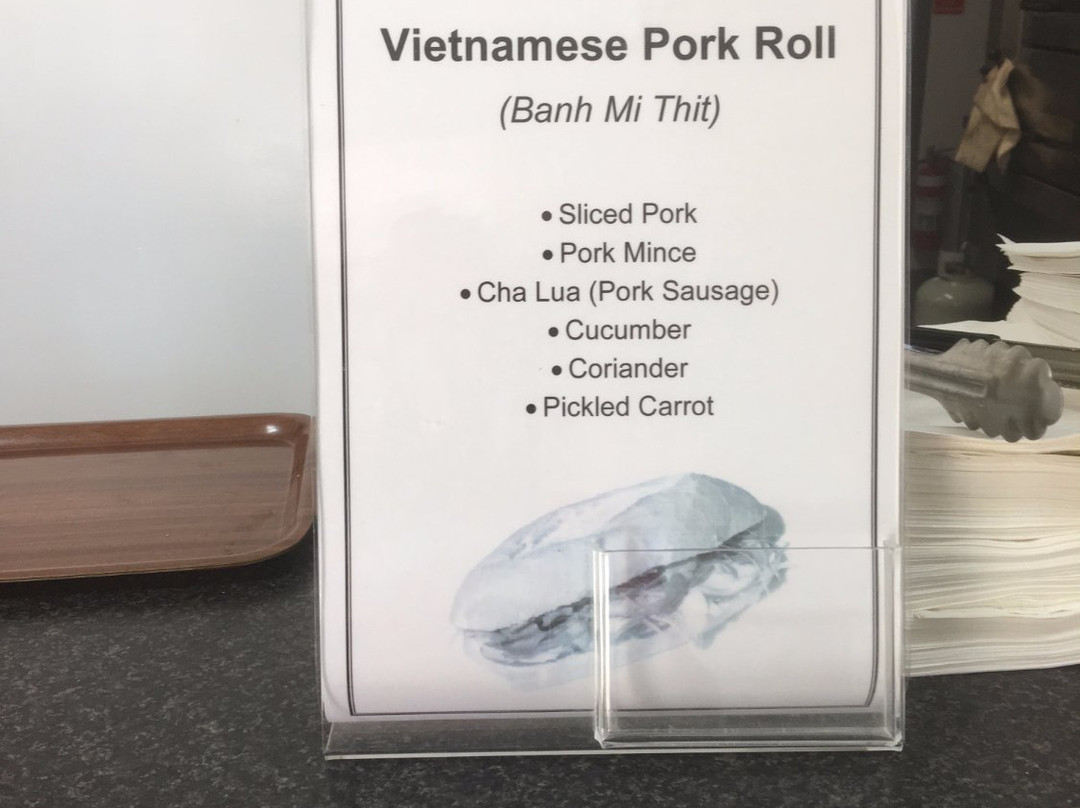 Vietnamese Pork Roll
(Banh Mi Thit)
• Sliced Pork
• Pork Mince
• Cha Lua (Pork Sausage)
• Cucumber
• Coriander
• Pickled Carrot